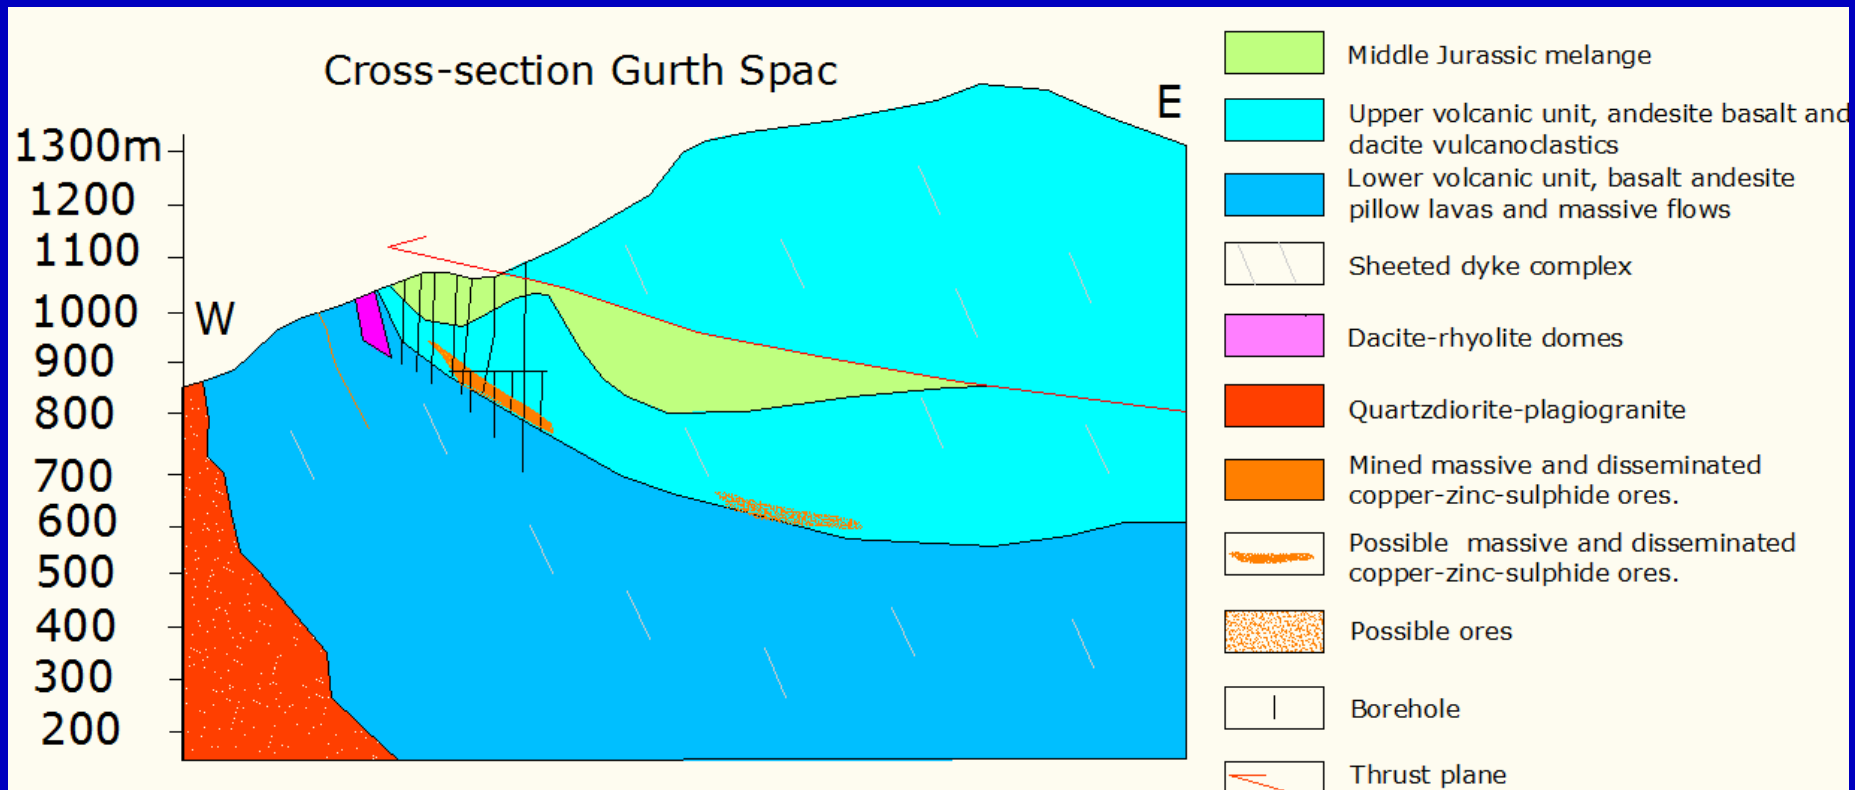 Cross-section Gurth Spac
E
1300m
1200
1100
1000
W
900
800
700
600
500
400
300
200
Middle Jurassic melange
Upper volcanic unit, andesite basalt and
dacite vulcanoclastics
Lower volcanic unit, basalt andesite
pillow lavas and massive flows
Sheeted dyke complex
Dacite-rhyolite domes
Quartzdiorite-plagiogranite
Mined massive and disseminated
copper-zinc-sulphide ores.
Possible  massive and disseminated
copper-zinc-sulphide ores.
Possible ores
Borehole
Thrust plane